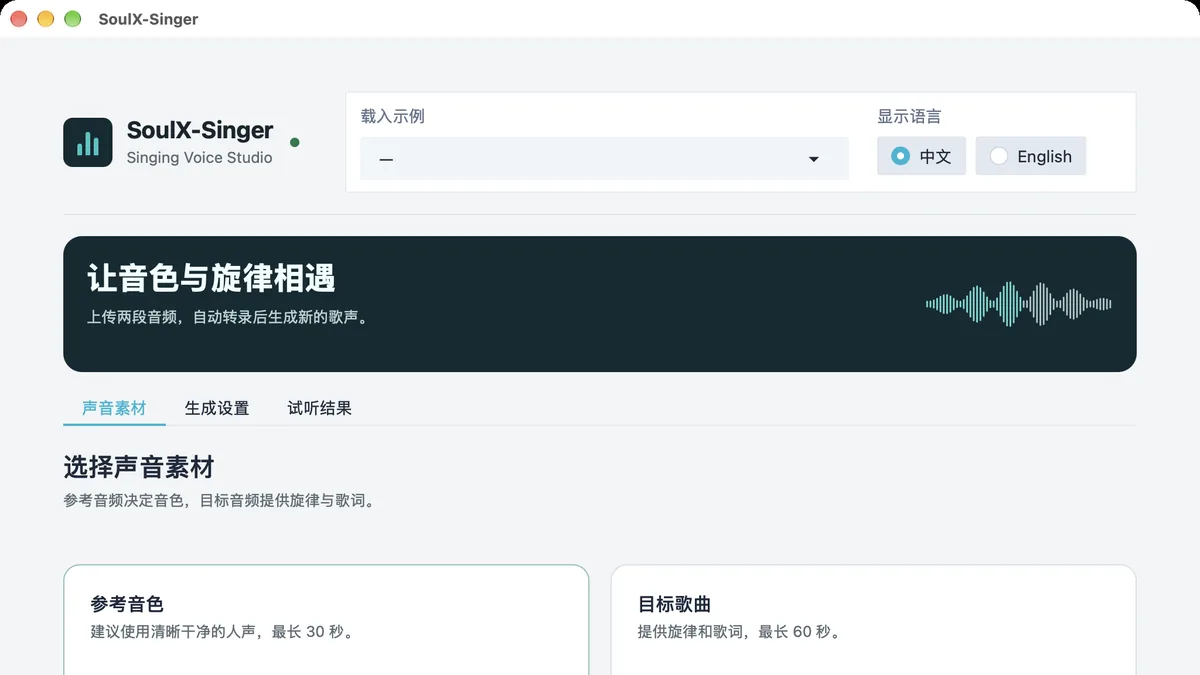 SoulX-Singer
SoulX-Singer
Singing Voice Studio
载入示例
—
显示语言
中文
English
让音色与旋律相遇
上传两段音频，自动转录后生成新的歌声。
声音素材
生成设置
试听结果
选择声音素材
参考音频决定音色，目标音频提供旋律与歌词。
参考音色
建议使用清晰干净的人声，最长 30 秒。
目标歌曲
提供旋律和歌词，最长 60 秒。